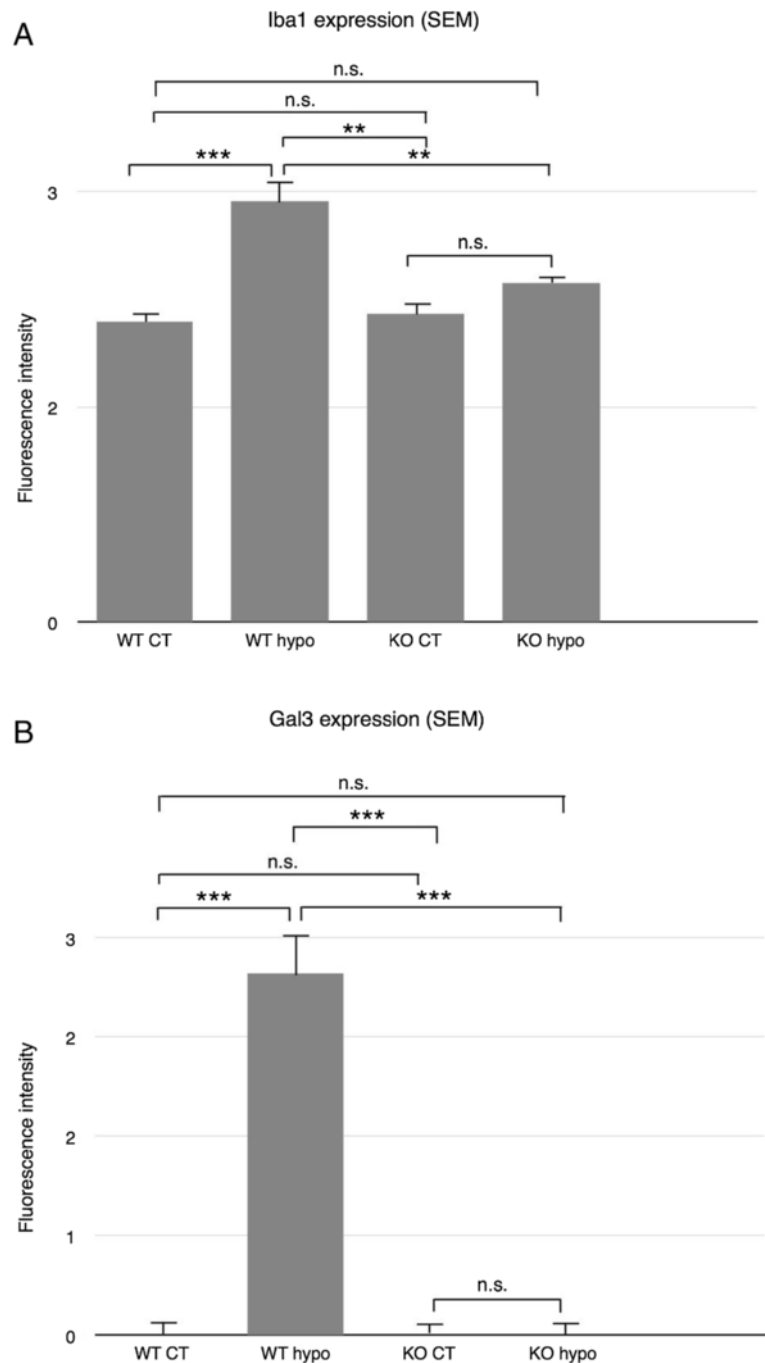 A
Iba1 expression (SEM)
n.s.
n.s.
**
***
**
3
n.s.
2
0
Fluorescence intensity
WT CT
WT hypo
KO CT
KO hypo
B
Gal3 expression (SEM)
n.s.
***
n.s.
***
***
3
2
2
1
n.s.
0
Fluorescence intensity
WT CT
WT hypo
KO CT
KO hypo